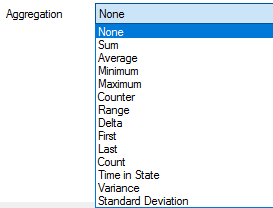 Aggregation
None
None
Sum
Average
Minimum
Maximum
Counter
Range
Delta
First
Last
Count
Time in State
Variance
Standard Deviation